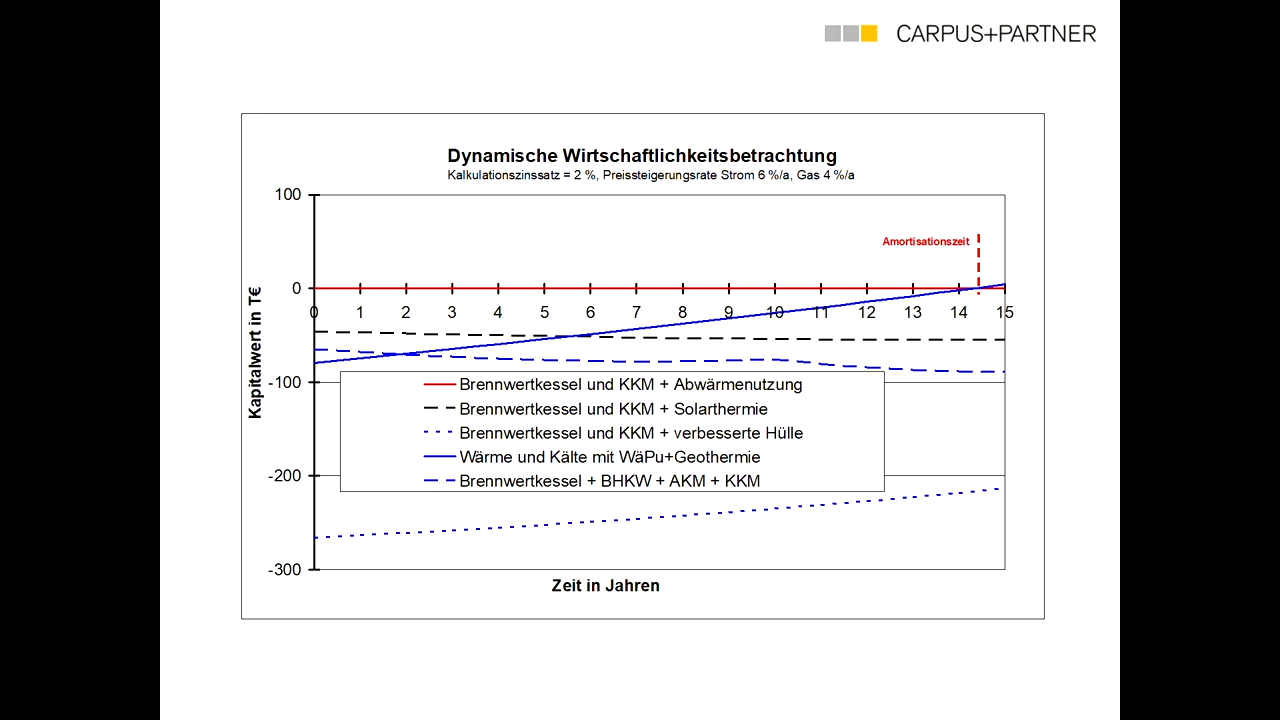 CARPUS+PARTNER
Dynamische Wirtschaftlichkeitsbetrachtung
Kalkulationszinssatz = 2 %, Preissteigerungsrate Strom 6 %/a, Gas 4 %/a
100
Amortisationszeit
0
0 1 2 3 4 5 6 7 8 9 10 11 12 13 14 15
Kapitalwert in T€
-100
Brennwertkessel und KKM + Abwärmenutzung
Brennwertkessel und KKM + Solarthermie
Brennwertkessel und KKM + verbesserte Hülle
Wärme und Kälte mit WäPu+Geothermie
-200
Brennwertkessel + BHKW + AKM + KKM
-300
Zeit in Jahren